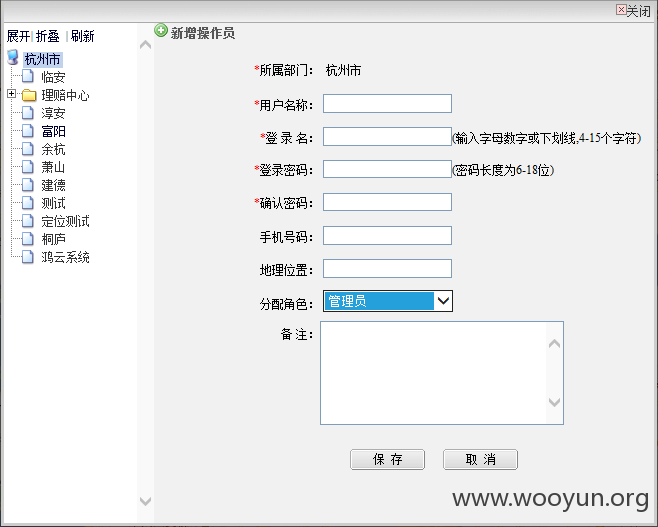 关闭
展开 折叠 | 刷新
杭州市
临安
理赔中心
淳安
富阳
余杭
萧山
建德
测试
定位测试
桐庐
鸿云系统
新增操作员
*所属部门： 杭州市
*用户名称：
*登 录 名： (输入字母数字或下划线,4-15个字符)
*登录密码： (密码长度为6-18位)
*确认密码：
手机号码：
地理位置：
分配角色： 管理员
备 注：
保 存 取 消
www.wooyun.org